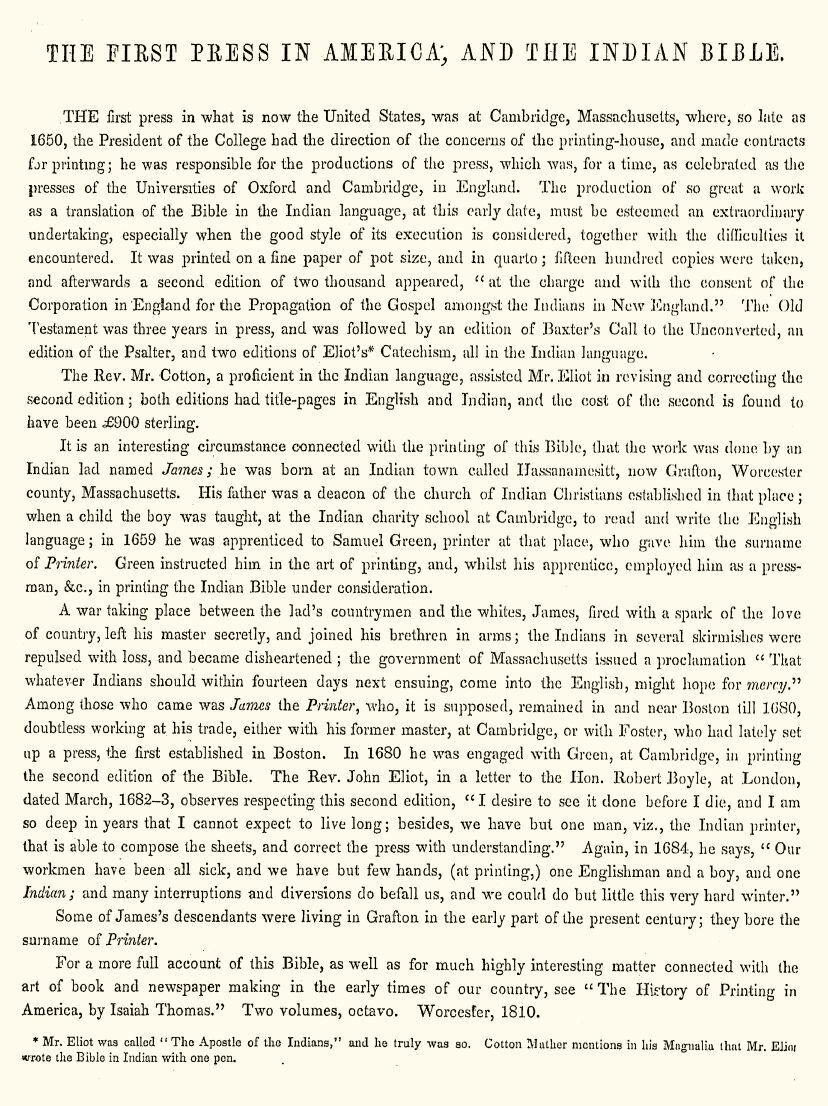 THE FIRST PRESS IN AMERICA, AND THE INDIAN BIBLE.
THE first press in what is now the United States, was at Cambridge, Massachusetts, where, so late as
1650, the President of the College had the direction of the concerns of the printing-house, and made contracts
for printing; he was responsible for the productions of the press, which was, for a time, as celebrated as the
presses of the Universities of Oxford and Cambridge, in England. The production of so great a work
as a translation of the Bible in the Indian language, at this early date, must be esteemed an extraordinary
undertaking, especially when the good style of its execution is considered, together with the difficulties it
encountered. It was printed on a fine paper of pot size, and in quarto; fifteen hundred copies were taken,
and afterwards a second edition of two thousand appeared, "at the charge and with the consent of the
Corporation in England for the Propagation of the Gospel amongst the Indians in New England." The Old
Testament was three years in press, and was followed by an edition of Baxter's Call to the Unconverted, an
edition of the Psalter, and two editions of Eliot's* Catechism, all in the Indian language.
The Rev. Mr. Cotton, a proficient in the Indian language, assisted Mr. Eliot in revising and correcting the
second edition; both editions had title-pages in English and Indian, and the cost of the second is found to
have been £900 sterling.
It is an interesting circumstance connected with the printing of this Bible, that the work was done by an
Indian lad named James; he was born at an Indian town called Hassanamesitt, now Grafton, Worcester
county, Massachusetts. His father was a deacon of the church of Indian Christians established in that place;
when a child the boy was taught, at the Indian charity school at Cambridge, to read and write the English
language; in 1659 he was apprenticed to Samuel Green, printer at that place, who gave him the surname
of Printer. Green instructed him in the art of printing, and, whilst his apprentice, employed him as a press-
man, &c., in printing the Indian Bible under consideration.
A war taking place between the lad's countrymen and the whites, James, fired with a spark of the love
of country, left his master secretly, and joined his brethren in arms; the Indians in several skirmishes were
repulsed with loss, and became disheartened; the government of Massachusetts issued a proclamation "That
whatever Indians should within fourteen days next ensuing, come into the English, might hope for mercy."
Among those who came was James the Printer, who, it is supposed, remained in and near Boston till 1680,
doubtless working at his trade, either with his former master, at Cambridge, or with Foster, who had lately set
up a press, the first established in Boston. In 1680 he was engaged with Green, at Cambridge, in printing
the second edition of the Bible. The Rev. John Eliot, in a letter to the Hon. Robert Boyle, at London,
dated March, 1682-3, observes respecting this second edition, "I desire to see it done before I die, and I am
so deep in years that I cannot expect to live long; besides, we have but one man, viz., the Indian printer,
that is able to compose the sheets, and correct the press with understanding." Again, in 1684, he says, "Our
workmen have been all sick, and we have but few hands, (at printing,) one Englishman and a boy, and one
Indian; and many interruptions and diversions do befall us, and we could do but little this very hard winter."
Some of James's descendants were living in Grafton in the early part of the present century; they bore the
surname of Printer.
For a more full account of this Bible, as well as for much highly interesting matter connected with the
art of book and newspaper making in the early times of our country, see "The History of Printing in
America, by Isaiah Thomas." Two volumes, octavo. Worcester, 1810.
* Mr. Eliot was called "The Apostle of the Indians," and he truly was so. Cotton Mather mentions in his Magnalia that Mr. Eliot
wrote the Bible in Indian with one pen.